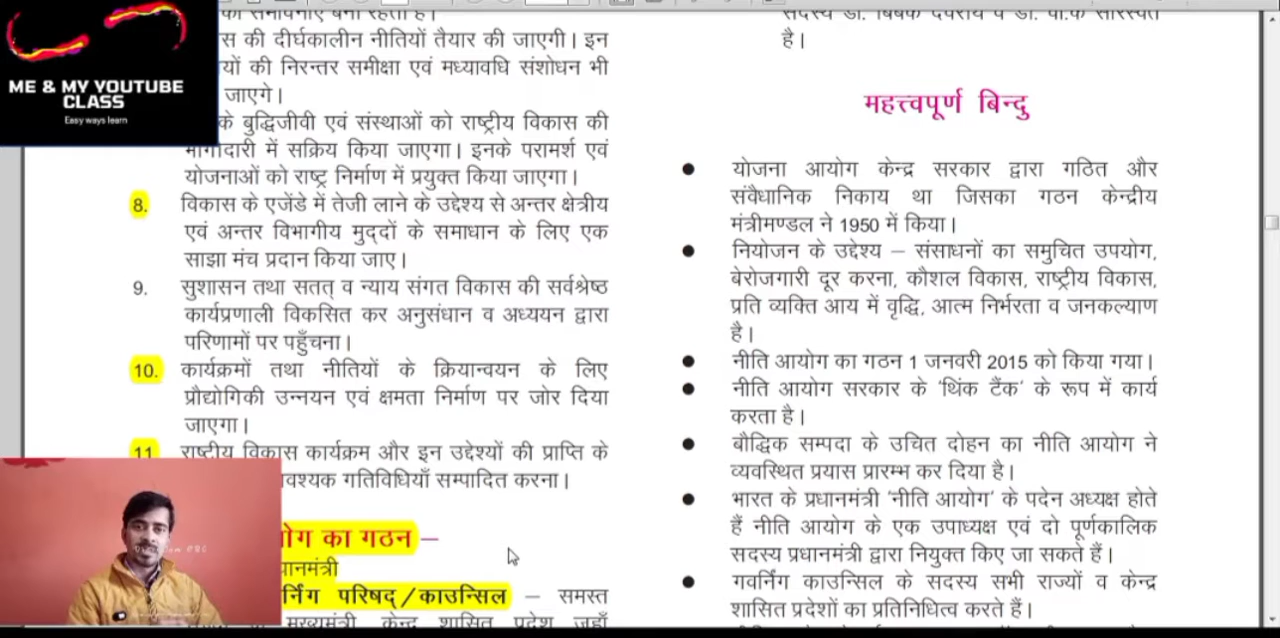 ME & MY YOUTUBE
CLASS
Easy ways learn
स की दीर्घकालीन नीतियों तैयार की जाएगी। इन
यों की निरन्तर समीक्षा एवं मध्यावधि संशोधन भी
जाएगे।
के बुद्धिजीवी एवं संस्थाओं को राष्ट्रीय विकास की
भागीदारी में सक्रिय किया जाएगा। इनके परामर्श एवं
योजनाओं को राष्ट्र निर्माण में प्रयुक्त किया जाएगा।
8. विकास के एजेंडे में तेजी लाने के उद्देश्य से अन्तर क्षेत्रीय
एवं अन्तर विभागीय मुद्दों के समाधान के लिए एक
साझा मंच प्रदान किया जाए।
9. सुशासन तथा सतत् व न्याय संगत विकास की सर्वश्रेष्ठ
कार्यप्रणाली विकसित कर अनुसंधान व अध्ययन द्वारा
परिणामों पर पहुँचना।
10. कार्यक्रमों तथा नीतियों के क्रियान्वयन के लिए
प्रौद्योगिकी उन्नयन एवं क्षमता निर्माण पर जोर दिया
जाएगा।
11 राष्ट्रीय विकास कार्यक्रम और इन उद्देश्यों की प्राप्ति के
वश्यक गतिविधियाँ सम्पादित करना।
योग का गठन –
धानमंत्री
र्निंग परिषद्/काउन्सिल – समस्त
मुख्यमंत्री, केन्द्र शासित प्रदेश जहाँ
सदस्य डॉ. बिबेक देवराय व डॉ. वी.के सारस्वत
है।
महत्त्वपूर्ण बिन्दु
● योजना आयोग केन्द्र सरकार द्वारा गठित और
संवैधानिक निकाय था जिसका गठन केन्द्रीय
मंत्रीमण्डल ने 1950 में किया।
● नियोजन के उद्देश्य – संसाधनों का समुचित उपयोग,
बेरोजगारी दूर करना, कौशल विकास, राष्ट्रीय विकास,
प्रति व्यक्ति आय में वृद्धि, आत्म निर्भरता व जनकल्याण
है।
● नीति आयोग का गठन 1 जनवरी 2015 को किया गया।
● नीति आयोग सरकार के 'थिंक टैंक' के रूप में कार्य
करता है।
● बौद्धिक सम्पदा के उचित दोहन का नीति आयोग ने
व्यवस्थित प्रयास प्रारम्भ कर दिया है।
● भारत के प्रधानमंत्री 'नीति आयोग' के पदेन अध्यक्ष होते
हैं नीति आयोग के एक उपाध्यक्ष एवं दो पूर्णकालिक
सदस्य प्रधानमंत्री द्वारा नियुक्त किए जा सकते हैं।
● गवर्निंग काउन्सिल के सदस्य सभी राज्यों व केन्द्र
शासित प्रदेशों का प्रतिनिधित्व करते हैं।